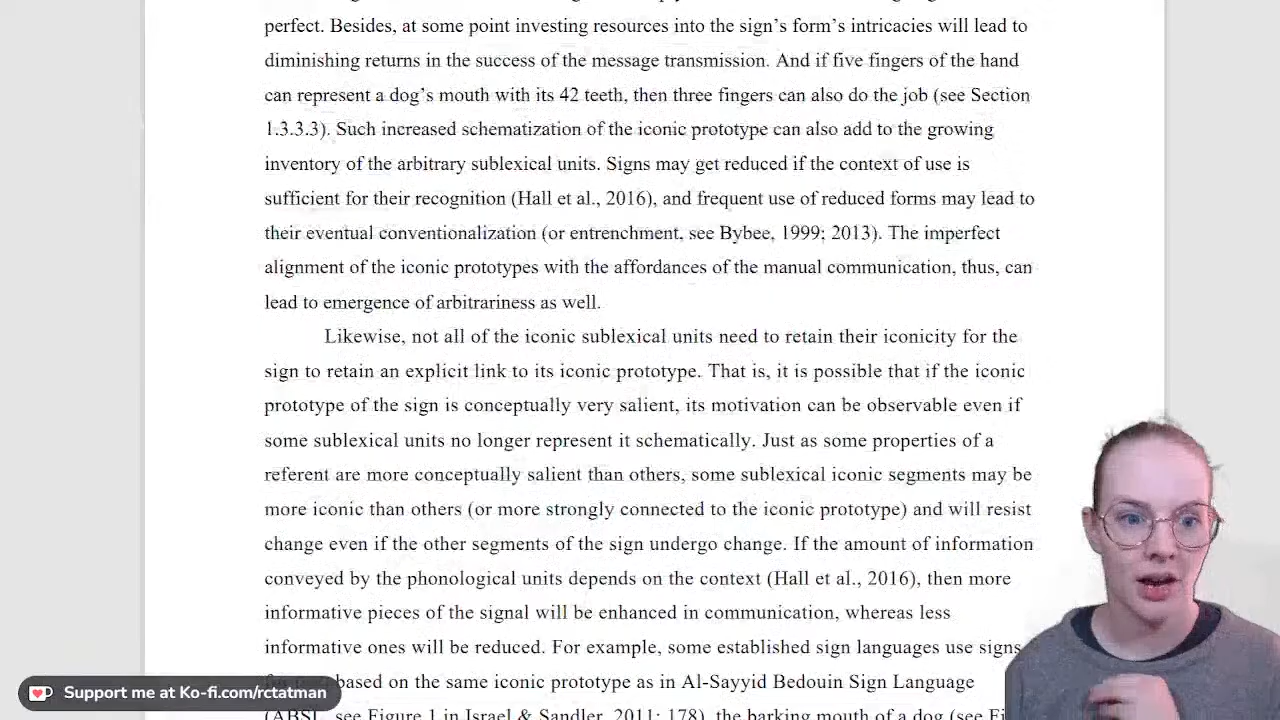 perfect. Besides, at some point investing resources into the sign's form's intricacies will lead to
diminishing returns in the success of the message transmission. And if five fingers of the hand
can represent a dog's mouth with its 42 teeth, then three fingers can also do the job (see Section
1.3.3.3). Such increased schematization of the iconic prototype can also add to the growing
inventory of the arbitrary sublexical units. Signs may get reduced if the context of use is
sufficient for their recognition (Hall et al., 2016), and frequent use of reduced forms may lead to
their eventual conventionalization (or entrenchment, see Bybee, 1999; 2013). The imperfect
alignment of the iconic prototypes with the affordances of the manual communication, thus, can
lead to emergence of arbitrariness as well.
Likewise, not all of the iconic sublexical units need to retain their iconicity for the
sign to retain an explicit link to its iconic prototype. That is, it is possible that if the iconic
prototype of the sign is conceptually very salient, its motivation can be observable even if
some sublexical units no longer represent it schematically. Just as some properties of a
referent are more conceptually salient than others, some sublexical iconic segments may be
more iconic than others (or more strongly connected to the iconic prototype) and will resist
change even if the other segments of the sign undergo change. If the amount of information
conveyed by the phonological units depends on the context (Hall et al., 2016), then more
informative pieces of the signal will be enhanced in communication, whereas less
informative ones will be reduced. For example, some established sign languages use signs
based on the same iconic prototype as in Al-Sayyid Bedouin Sign Language
(ABSL, see Figure 1 in Israel & Sandler, 2011: 178), the barking mouth of a dog (see
Support me at Ko-fi.com/rctatman